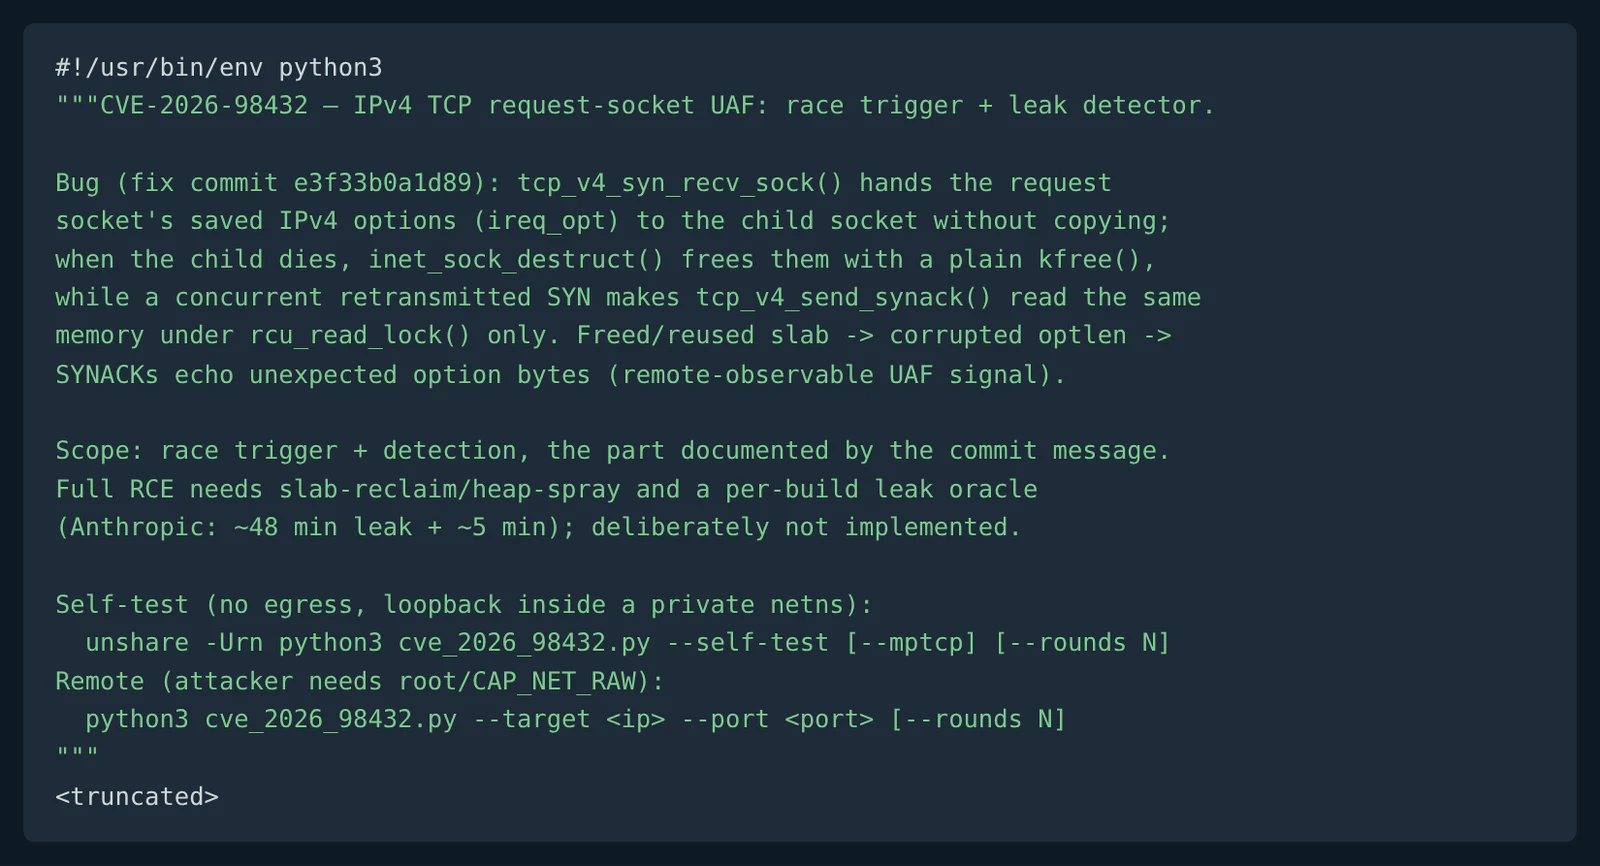 #!/usr/bin/env python3
"""CVE-2026-98432 — IPv4 TCP request-socket UAF: race trigger + leak detector.
Bug (fix commit e3f33b0a1d89): tcp_v4_syn_recv_sock() hands the request
socket's saved IPv4 options (ireq_opt) to the child socket without copying;
when the child dies, inet_sock_destruct() frees them with a plain kfree(),
while a concurrent retransmitted SYN makes tcp_v4_send_synack() read the same
memory under rcu_read_lock() only. Freed/reused slab -> corrupted optlen ->
SYNACKs echo unexpected option bytes (remote-observable UAF signal).
Scope: race trigger + detection, the part documented by the commit message.
Full RCE needs slab-reclaim/heap-spray and a per-build leak oracle
(Anthropic: ~48 min leak + ~5 min); deliberately not implemented.
Self-test (no egress, loopback inside a private netns):
  unshare -Urn python3 cve_2026_98432.py --self-test [--mptcp] [--rounds N]
Remote (attacker needs root/CAP_NET_RAW):
  python3 cve_2026_98432.py --target <ip> --port <port> [--rounds N]
"""
<truncated>